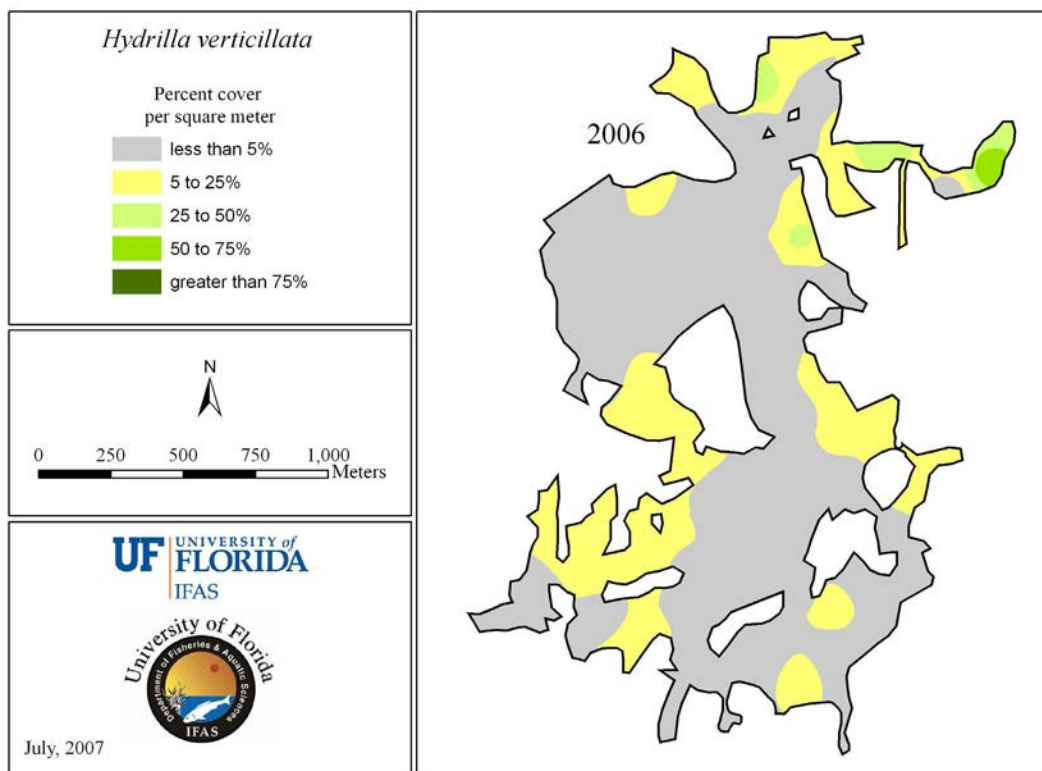 Hydrilla verticillata
Percent cover
per square meter
less than 5%
5 to 25%
25 to 50%
50 to 75%
greater than 75%
N
0 250 500 750 1,000
Meters
UF UNIVERSITY of
FLORIDA
IFAS
University of Florida
Department of Fisheries & Aquatic Sciences
IFAS
July, 2007
2006